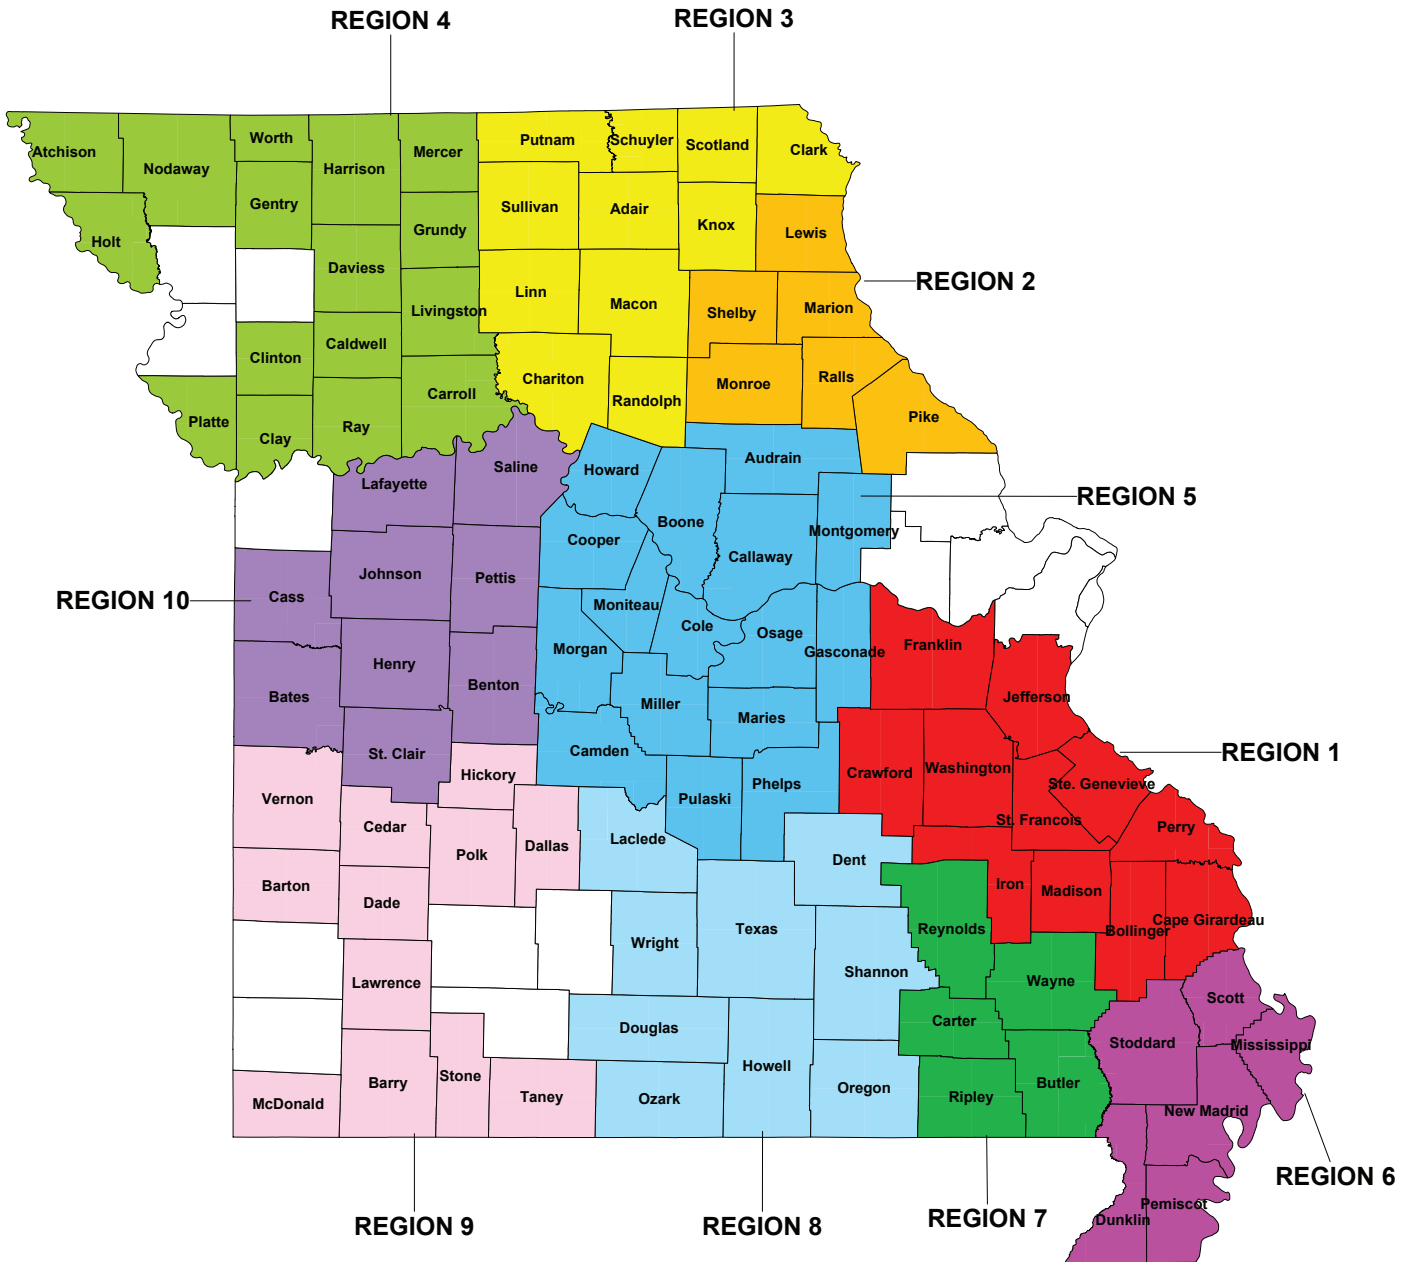 REGION 4
REGION 3
Atchison
Nodaway
Worth
Harrison
Mercer
Putnam
Schuyler
Scotland
Clark
Gentry
Holt
Grundy
Sullivan
Adair
Knox
Lewis
Daviess
Livingston
Linn
Macon
Shelby
Marion
REGION 2
Clinton
Caldwell
Carroll
Chariton
Randolph
Monroe
Ralls
Pike
Platte
Clay
Ray
Lafayette
Saline
Howard
Audrain
REGION 5
Boone
Cooper
Callaway
Montgomery
REGION 10
Cass
Johnson
Pettis
Moniteau
Cole
Osage
Gasconade
Franklin
Morgan
Bates
Henry
Benton
Miller
Maries
Jefferson
St. Clair
Hickory
Camden
Pulaski
Phelps
Crawford
Washington
REGION 1
Ste. Genevieve
St. Francois
Perry
Vernon
Cedar
Polk
Dallas
Laclede
Dent
Barton
Dade
Iron
Madison
Bollinger
Cape Girardeau
Lawrence
Wright
Texas
Shannon
Reynolds
Wayne
Scott
Douglas
Carter
Stoddard
Mississippi
McDonald
Barry
Stone
Taney
Ozark
Howell
Oregon
Ripley
Butler
New Madrid
REGION 6
Pemiscot
Dunklin
REGION 9
REGION 8
REGION 7